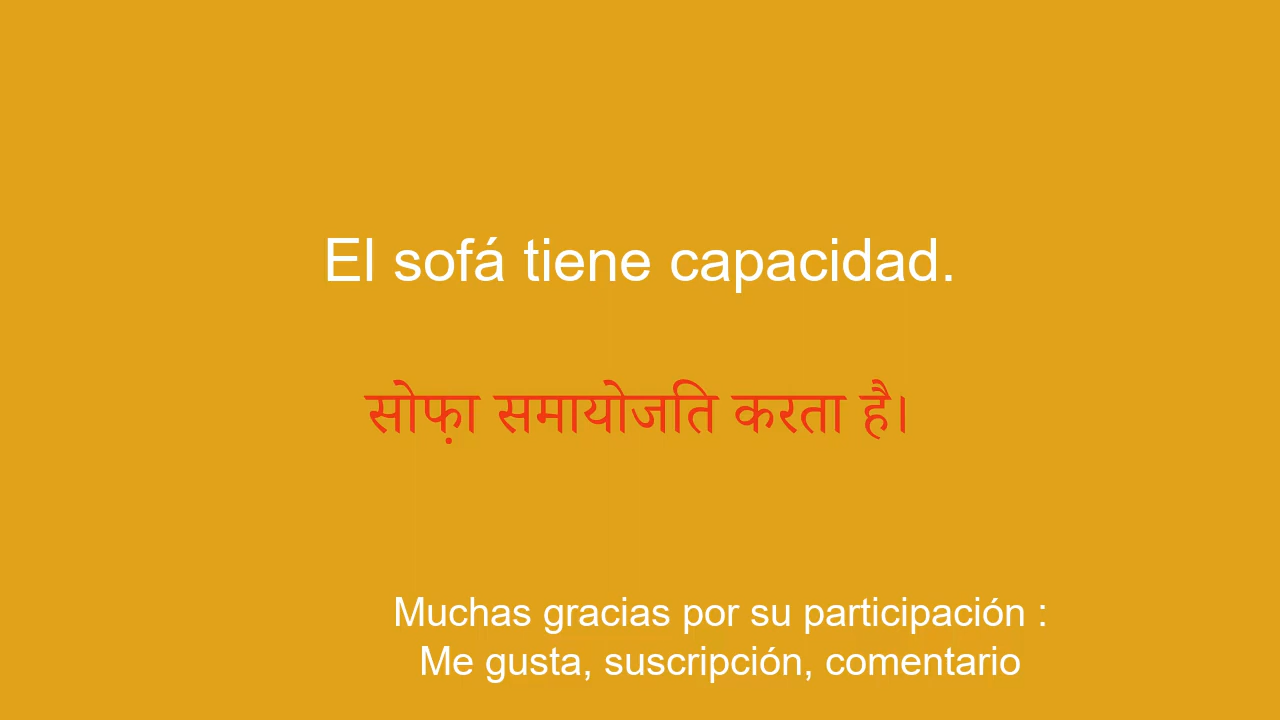 El sofá tiene capacidad.
सोफ़ा समायोजति करता है।
Muchas gracias por su participación :
Me gusta, suscripción, comentario